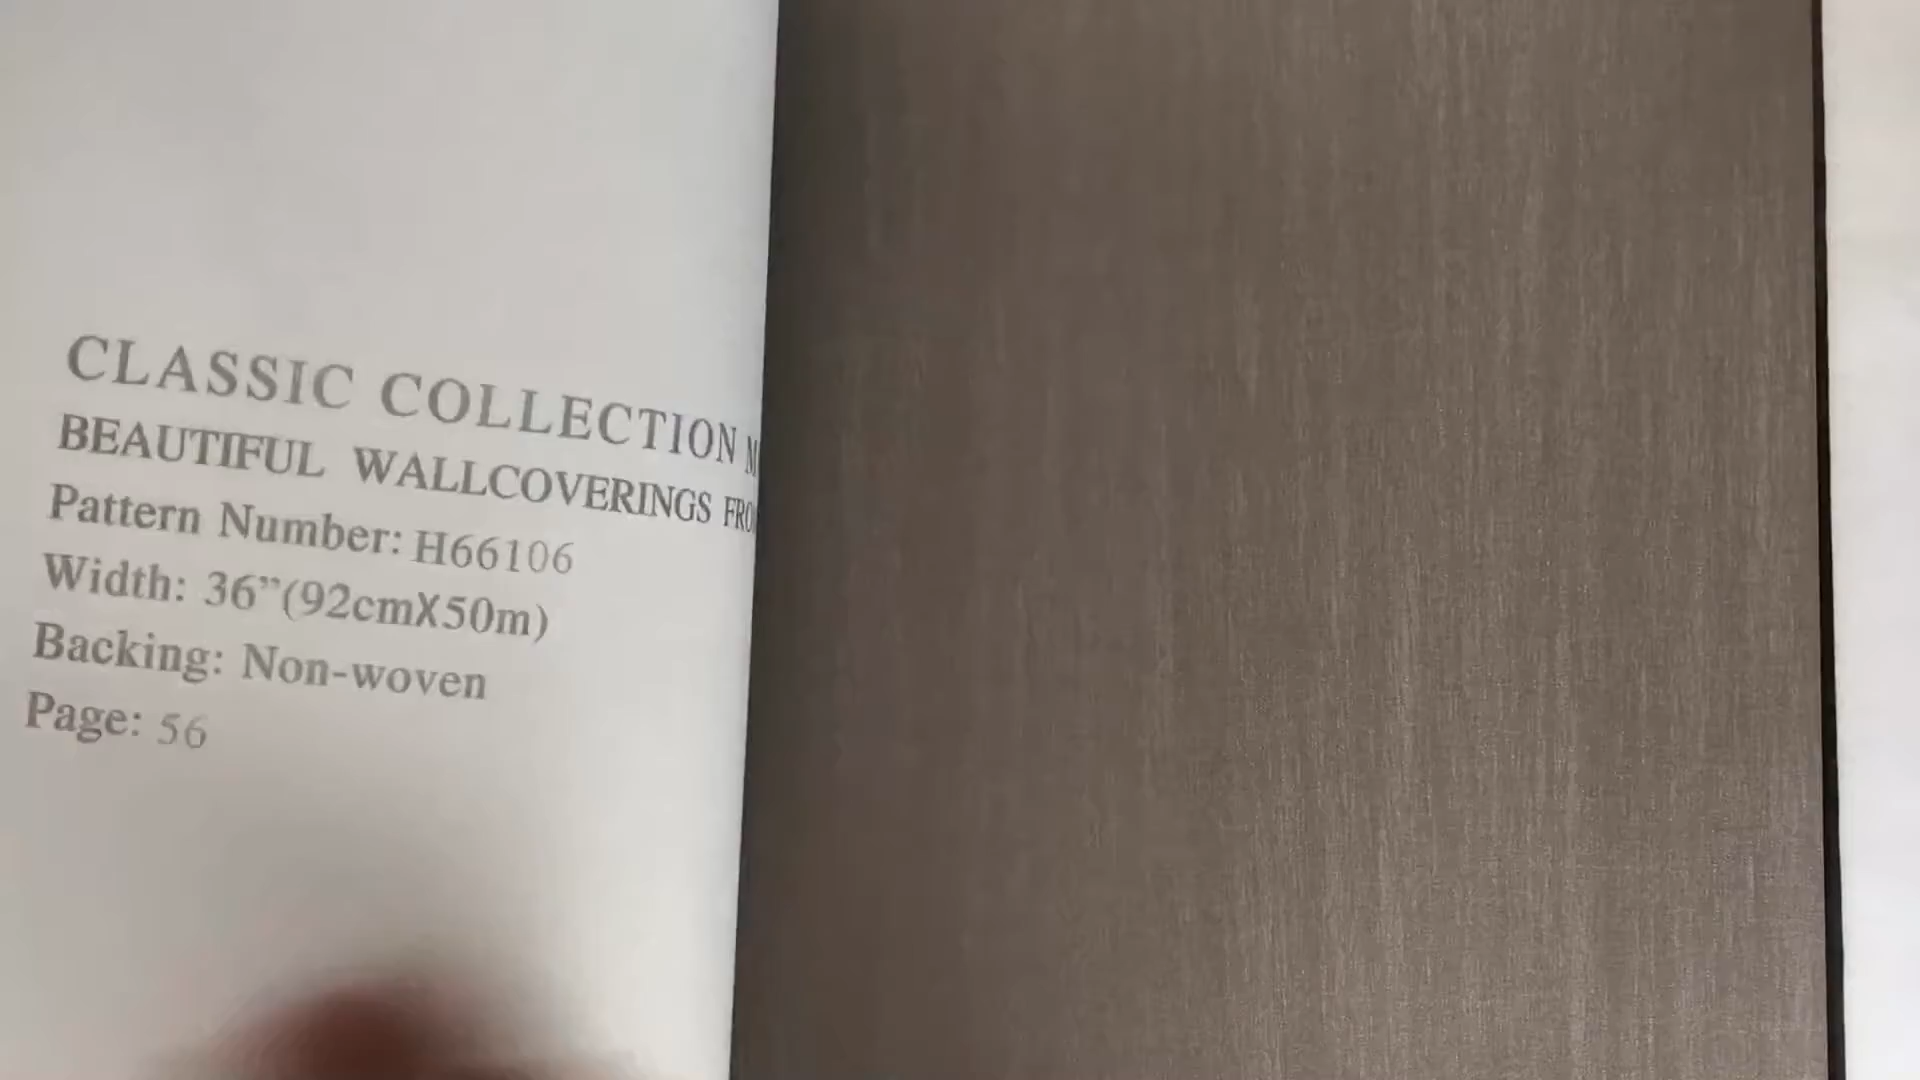 CLASSIC COLLECTION
BEAUTIFUL WALLCOVERINGS
Pattern Number: H66106
Width: 36”(92cmX50m)
Backing: Non-woven
Page: 56